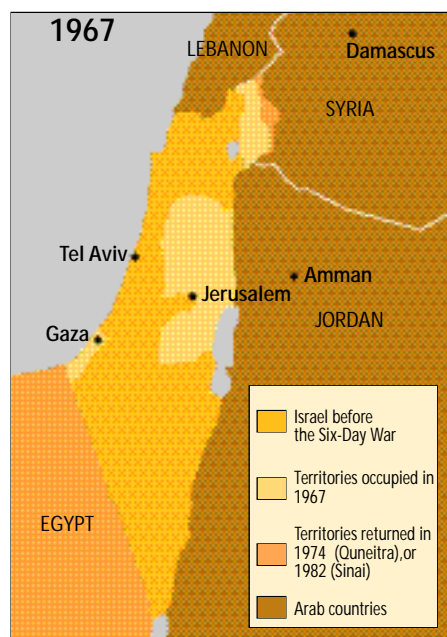 1967
LEBANON
Damascus
SYRIA
Tel Aviv
Amman
Jerusalem
JORDAN
Gaza
EGYPT
Israel before
the Six-Day War
Territories occupied in
1967
Territories returned in
1974 (Quneitra),or
1982 (Sinai)
Arab countries